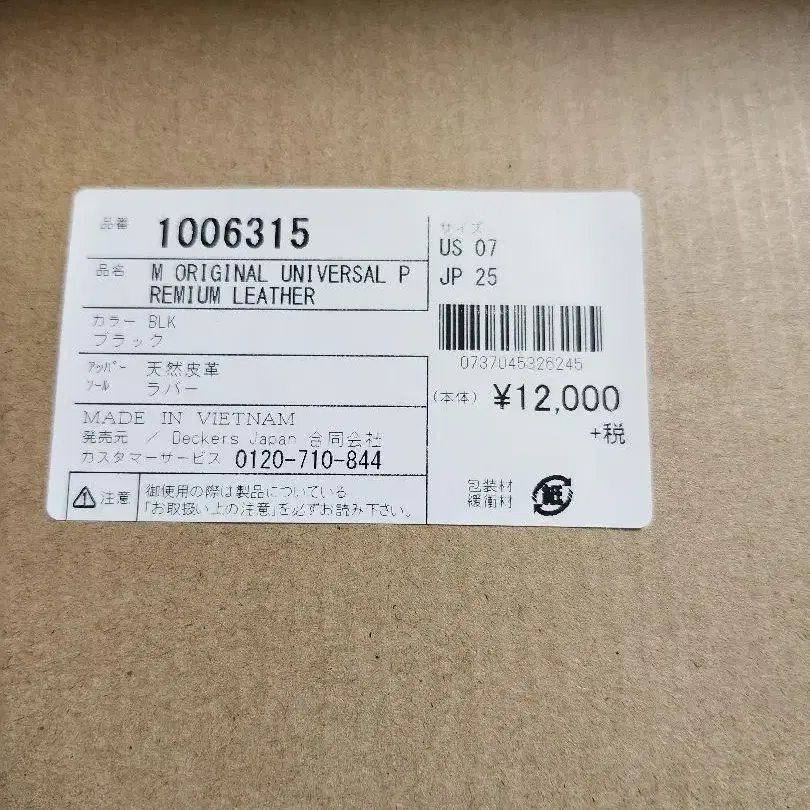 品番 1006315
品名 M ORIGINAL UNIVERSAL P
REMIUM LEATHER
カラー BLK
ブラック
アッパー 天然皮革
ソール ラバー
MADE IN VIETNAM
発売元 / Deckers Japan 合同会社
カスタマーサービス 0120-710-844
注意 御使用の際は製品についている
「お取扱い上の注意」を必ずお読み下さい。
サイズ
US 07
JP 25
0737045326245
(本体) ¥12,000
+税
包装材
緩衝材
紙